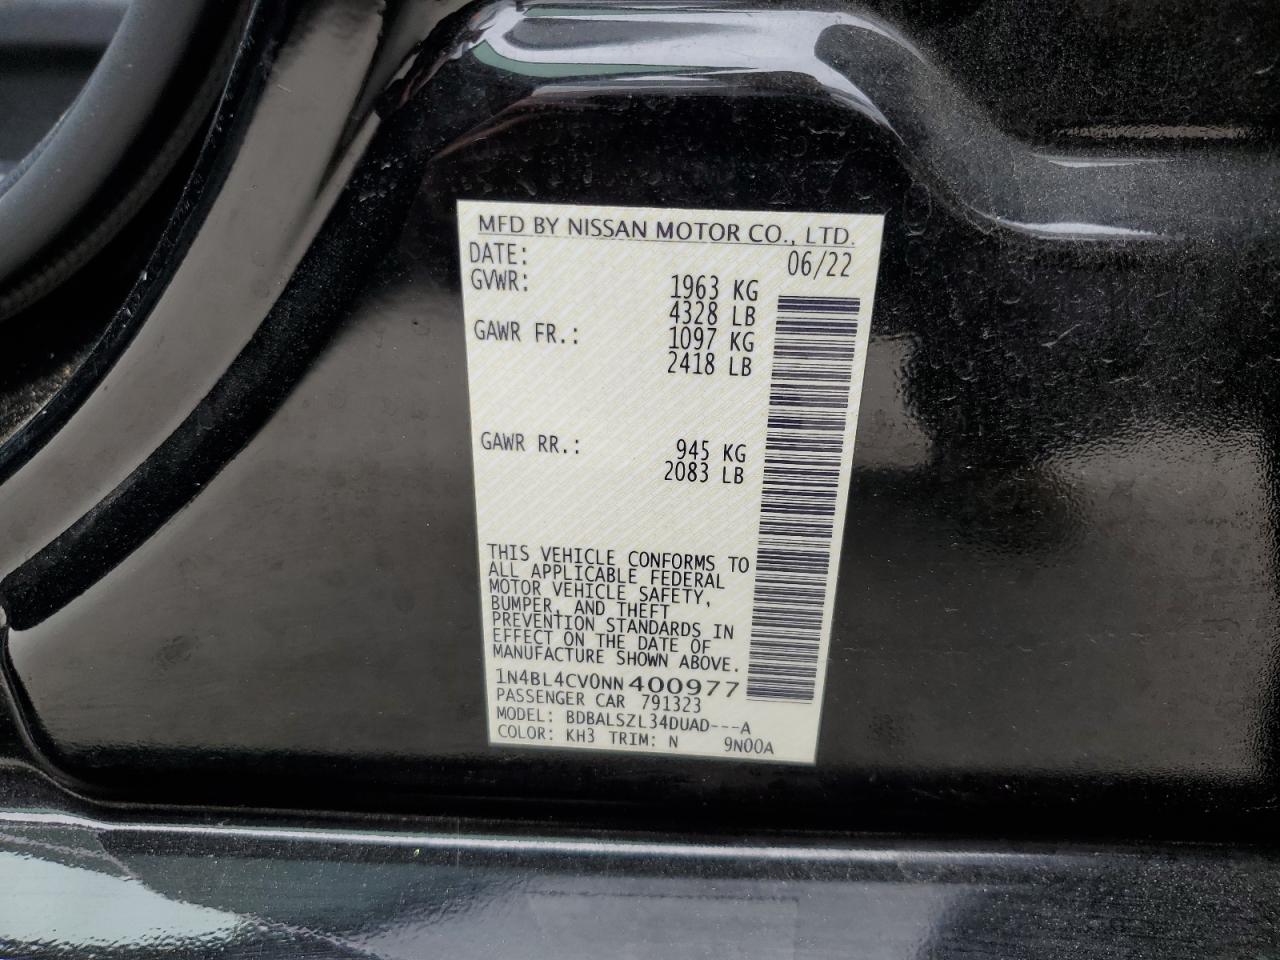 MFD BY NISSAN MOTOR CO., LTD.
DATE: 06/22
GVWR: 1963 KG
4328 LB
GAWR FR.: 1097 KG
2418 LB
GAWR RR.: 945 KG
2083 LB
THIS VEHICLE CONFORMS TO
ALL APPLICABLE FEDERAL
MOTOR VEHICLE SAFETY,
BUMPER, AND THEFT
PREVENTION STANDARDS IN
EFFECT ON THE DATE OF
MANUFACTURE SHOWN ABOVE.
1N4BL4CV0NN400977
PASSENGER CAR 791323
MODEL: BDBALSZL34DUAD---A
COLOR: KH3 TRIM: N 9N00A